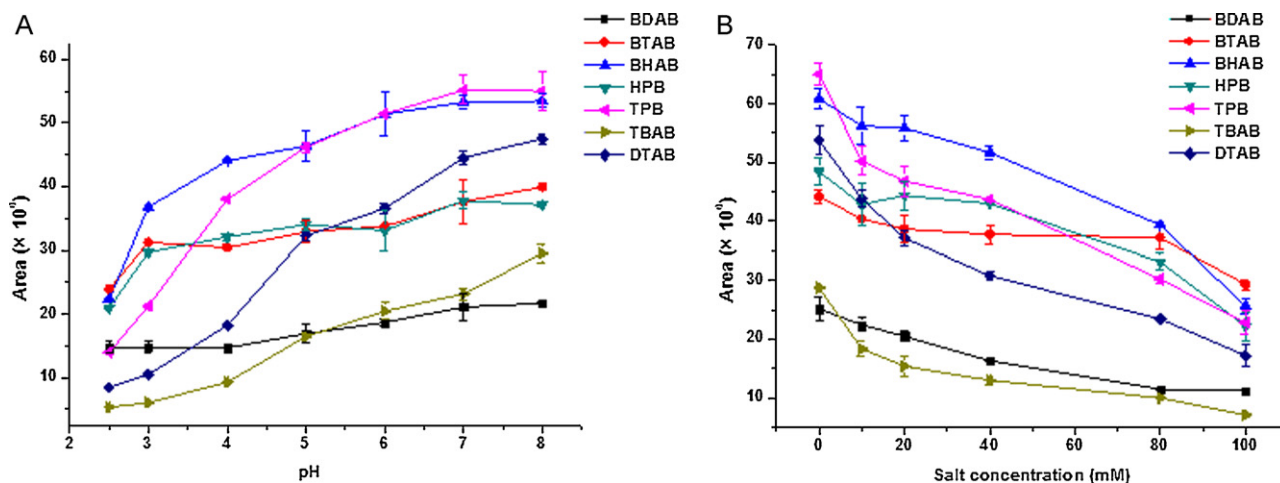 A
BDAB
BTAB
BHAB
HPB
TPB
TBAB
DTAB
60
50
40
30
20
10
Area (× 10⁶)
2
3
4
5
6
7
8
pH
B
BDAB
BTAB
BHAB
HPB
TPB
TBAB
DTAB
70
60
50
40
30
20
10
Area (× 10⁶)
0
20
40
60
80
100
Salt concentration (mM)